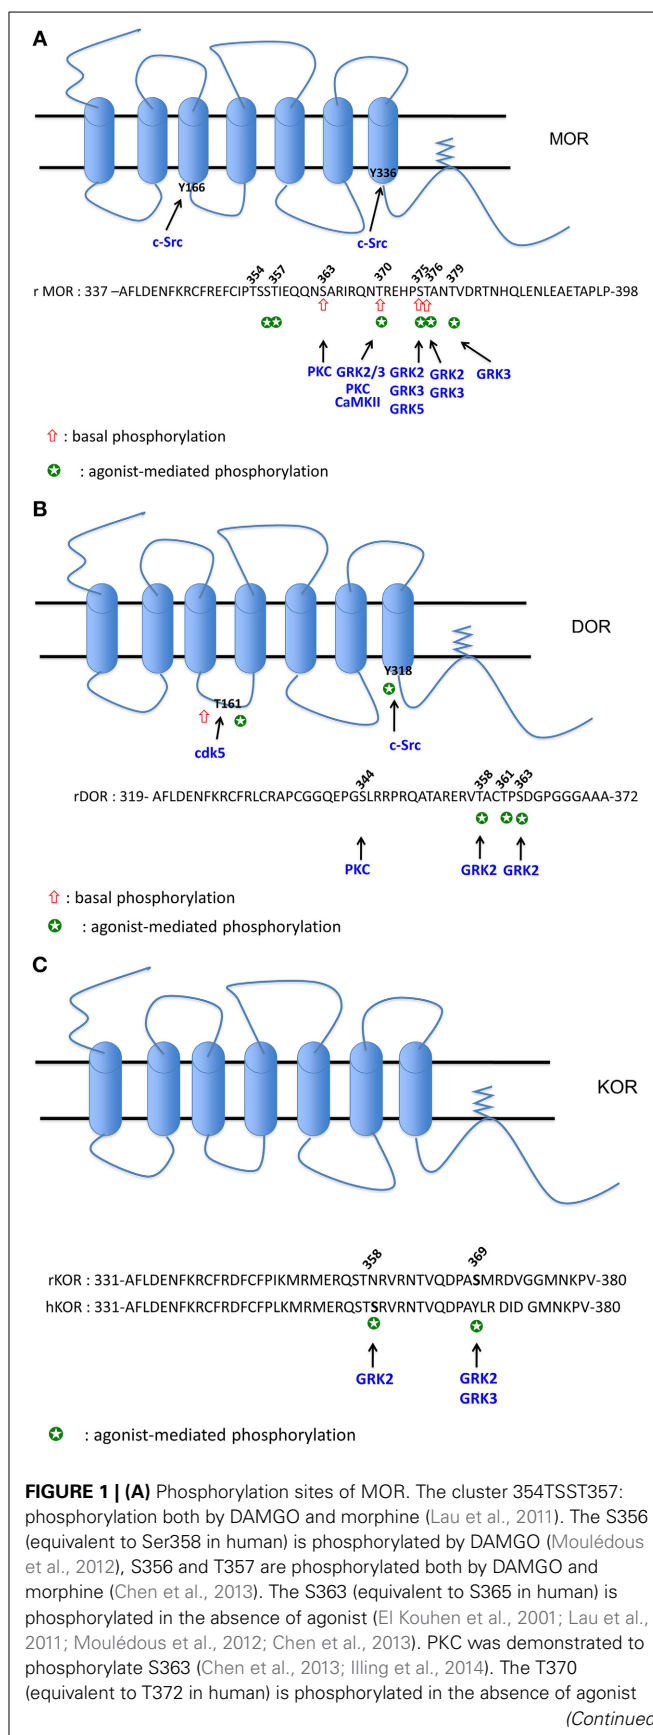 A
MOR
Y166
Y336
c-Src
c-Src
354 357 363 370 375 376 379
r MOR : 337 –AFLDENFKRCFREFCIPTSSTIEQQNSARIRQNTREHPSTANTVDRTNHQLENLEAETAPLP-398
PKC GRK2/3 GRK2 GRK2 GRK3
PKC GRK3 GRK3
CaMKII GRK5
: basal phosphorylation
: agonist-mediated phosphorylation
B
DOR
Y318
T161
cdk5
c-Src
344 358 361 363
rDOR : 319- AFLDENFKRCFRLCRAPCGGQEPGSLRRPRQATARERVTACTPSDGPGGGAAA-372
PKC GRK2 GRK2
: basal phosphorylation
: agonist-mediated phosphorylation
C
KOR
358 369
rKOR : 331-AFLDENFKRCFRDFCFPIKMRMERQSTNRVRNTVQDPASMRDVGGMNKPV-380
hKOR : 331-AFLDENFKRCFRDFCFPLKMRMERQSTSRVRNTVQDPAYLR DID GMNKPV-380
GRK2 GRK2
GRK3
: agonist-mediated phosphorylation
FIGURE 1 | (A) Phosphorylation sites of MOR. The cluster 354TSST357:
phosphorylation both by DAMGO and morphine (Lau et al., 2011). The S356
(equivalent to Ser358 in human) is phosphorylated by DAMGO (Moulédous
et al., 2012), S356 and T357 are phosphorylated both by DAMGO and
morphine (Chen et al., 2013). The S363 (equivalent to S365 in human) is
phosphorylated in the absence of agonist (El Kouhen et al., 2001; Lau et al.,
2011; Moulédous et al., 2012; Chen et al., 2013). PKC was demonstrated to
phosphorylate S363 (Chen et al., 2013; Illing et al., 2014). The T370
(equivalent to T372 in human) is phosphorylated in the absence of agonist
(Continued